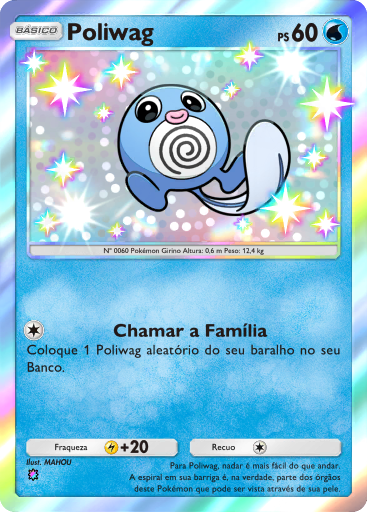 BÁSICO Poliwag PS 60
Nº 0060 Pokémon Girino Altura: 0,6 m Peso: 12,4 kg
Chamar a Família
Coloque 1 Poliwag aleatório do seu baralho no seu
Banco.
Fraqueza +20 Recuo
Ilust. MAHOU
Para Poliwag, nadar é mais fácil do que andar.
A espiral em sua barriga é, na verdade, parte dos órgãos
deste Pokémon que pode ser vista através de sua pele.